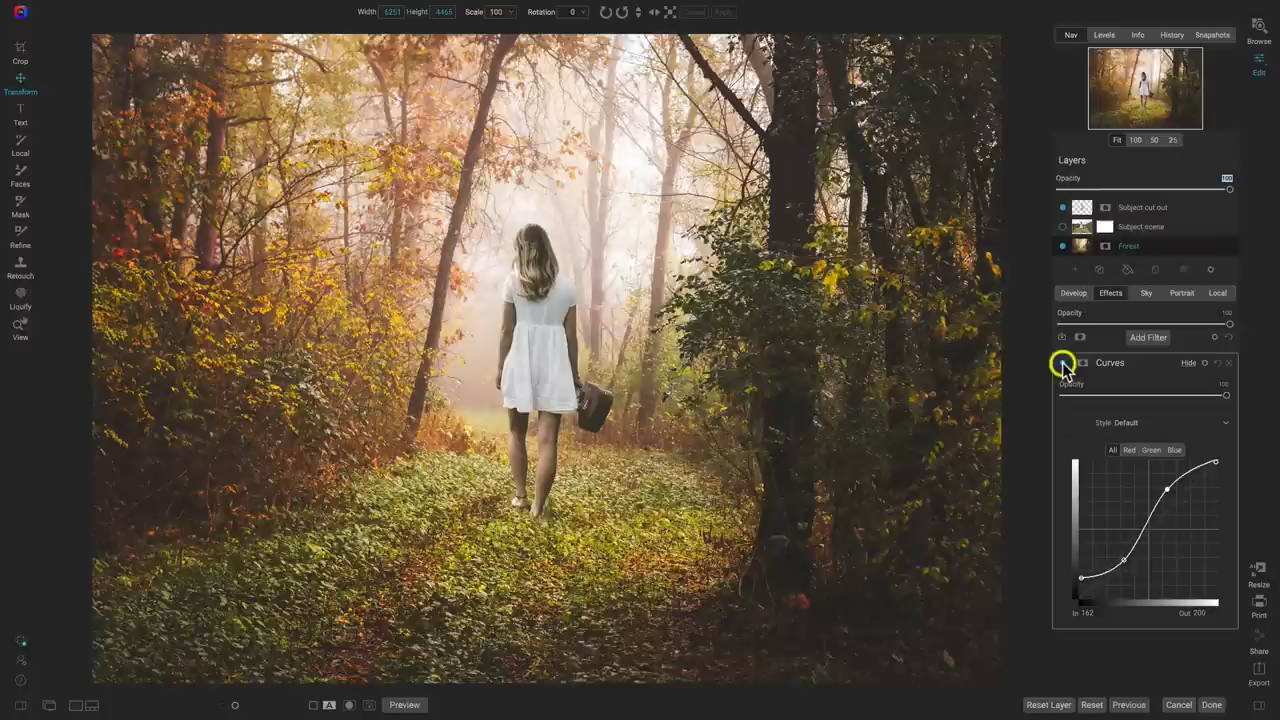 Width 6251 Height 4465 Scale 100 Rotation 0
Crop
Transform
Text
Local
Faces
Mask
Refine
Retouch
Liquify
View
Nav Levels Info History Snapshots
Browse
Edit
Fit 100 50 25
Layers
Opacity 100
Subject cut out
Subject scene
Forest
Develop Effects Sky Portrait Local
Opacity 100
Add Filter
Curves Hide
Opacity 100
Style Default
All Red Green Blue
In 162 Out 200
Resize
Print
Share
Export
A Preview
Reset Layer Reset Previous Cancel Done